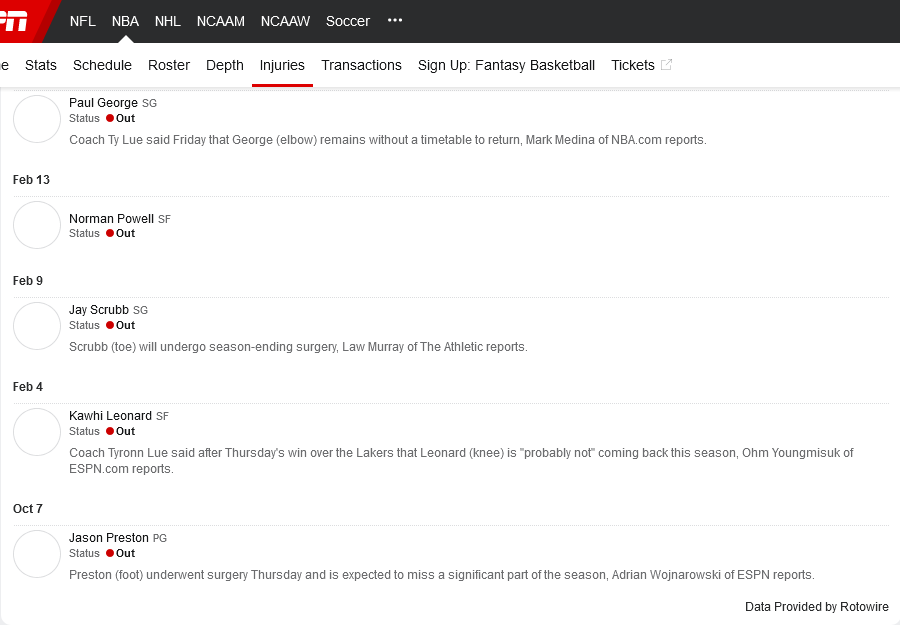 NFL NBA NHL NCAAM NCAAW Soccer •••
e Stats Schedule Roster Depth Injuries Transactions Sign Up: Fantasy Basketball Tickets
Paul George SG
Status Out
Coach Ty Lue said Friday that George (elbow) remains without a timetable to return, Mark Medina of NBA.com reports.
Feb 13
Norman Powell SF
Status Out
Feb 9
Jay Scrubb SG
Status Out
Scrubb (toe) will undergo season-ending surgery, Law Murray of The Athletic reports.
Feb 4
Kawhi Leonard SF
Status Out
Coach Tyronn Lue said after Thursday's win over the Lakers that Leonard (knee) is "probably not" coming back this season, Ohm Youngmisuk of
ESPN.com reports.
Oct 7
Jason Preston PG
Status Out
Preston (foot) underwent surgery Thursday and is expected to miss a significant part of the season, Adrian Wojnarowski of ESPN reports.
Data Provided by Rotowire